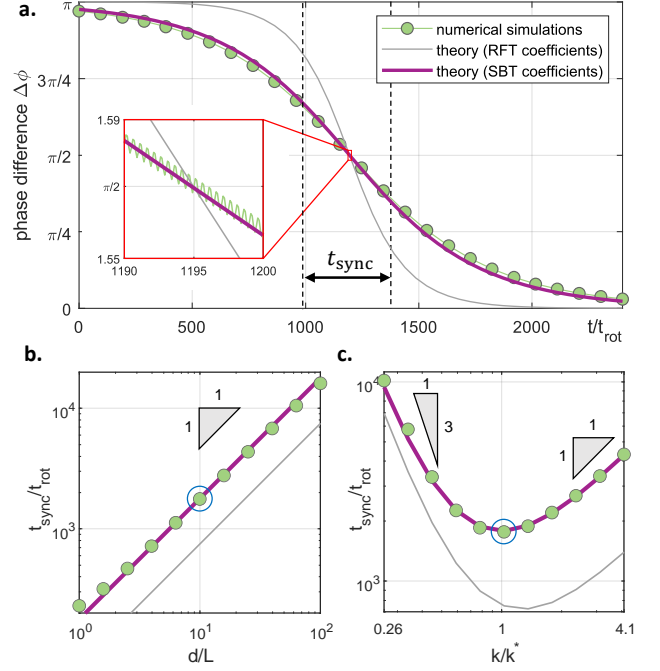 a.
phase difference Δϕ
π
3π/4
π/2
π/4
0
numerical simulations
theory (RFT coefficients)
theory (SBT coefficients)
1.59
π/2
1.55
1190
1195
1200
t_sync
0
500
1000
1500
2000
t/t_rot
b.
t_sync/t_rot
10^4
10^3
1
1
10^0
10^1
10^2
d/L
c.
t_sync/t_rot
10^4
10^3
1
3
1
1
0.26
1
4.1
k/k^*